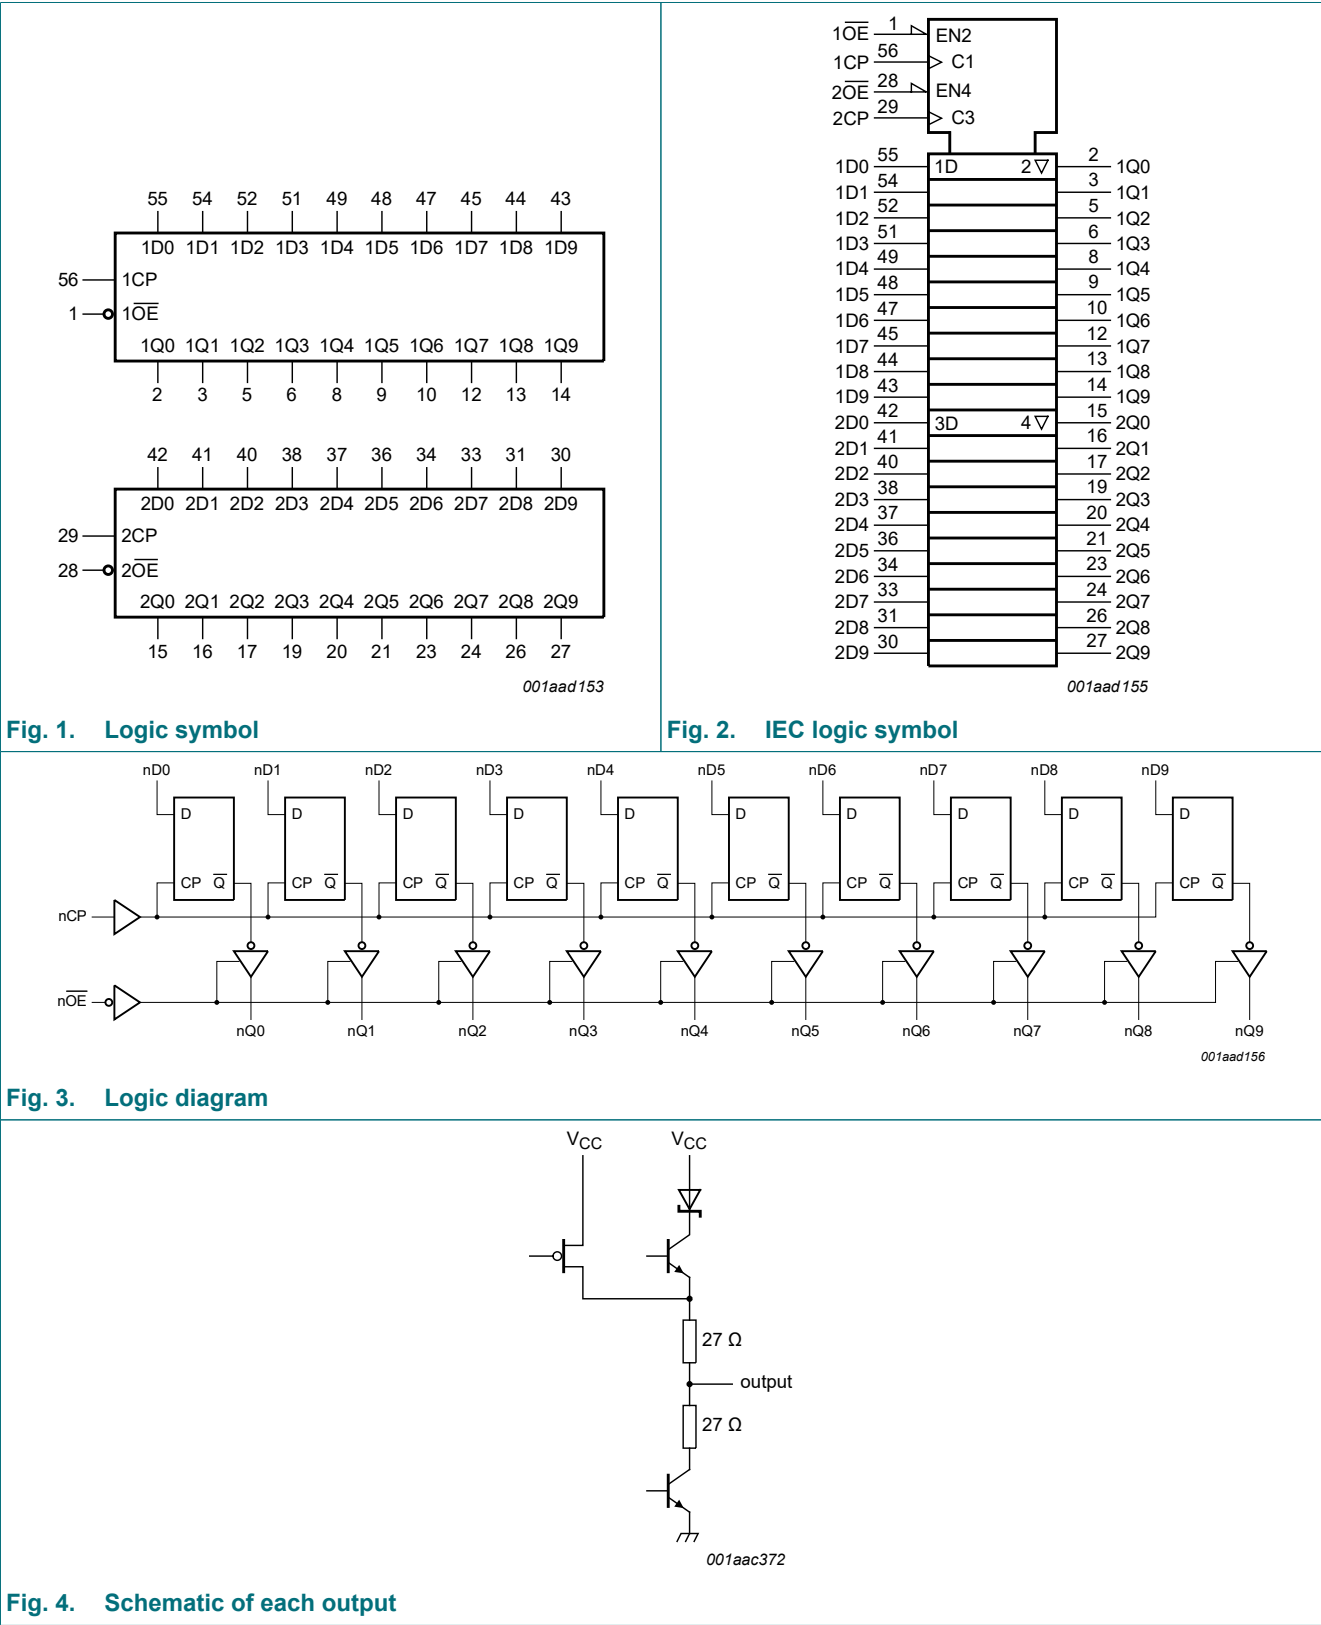 55 54 52 51 49 48 47 45 44 43
1D0 1D1 1D2 1D3 1D4 1D5 1D6 1D7 1D8 1D9
56 1CP
1 1O̅E̅
1Q0 1Q1 1Q2 1Q3 1Q4 1Q5 1Q6 1Q7 1Q8 1Q9
2 3 5 6 8 9 10 12 13 14
42 41 40 38 37 36 34 33 31 30
2D0 2D1 2D2 2D3 2D4 2D5 2D6 2D7 2D8 2D9
29 2CP
28 2O̅E̅
2Q0 2Q1 2Q2 2Q3 2Q4 2Q5 2Q6 2Q7 2Q8 2Q9
15 16 17 19 20 21 23 24 26 27
001aad153
Fig. 1. Logic symbol
1O̅E̅ 1 EN2
1CP 56 C1
2O̅E̅ 28 EN4
2CP 29 C3
1D0 55 1D 2▽ 2 1Q0
1D1 54 3 1Q1
1D2 52 5 1Q2
1D3 51 6 1Q3
1D4 49 8 1Q4
1D5 48 9 1Q5
1D6 47 10 1Q6
1D7 45 12 1Q7
1D8 44 13 1Q8
1D9 43 14 1Q9
2D0 42 3D 4▽ 15 2Q0
2D1 41 16 2Q1
2D2 40 17 2Q2
2D3 38 19 2Q3
2D4 37 20 2Q4
2D5 36 21 2Q5
2D6 34 23 2Q6
2D7 33 24 2Q7
2D8 31 26 2Q8
2D9 30 27 2Q9
001aad155
Fig. 2. IEC logic symbol
nD0 nD1 nD2 nD3 nD4 nD5 nD6 nD7 nD8 nD9
D D D D D D D D D D
CP Q̅ CP Q̅ CP Q̅ CP Q̅ CP Q̅ CP Q̅ CP Q̅ CP Q̅ CP Q̅ CP Q̅
nCP
nO̅E̅
nQ0 nQ1 nQ2 nQ3 nQ4 nQ5 nQ6 nQ7 nQ8 nQ9
001aad156
Fig. 3. Logic diagram
VCC VCC
27 Ω
output
27 Ω
001aac372
Fig. 4. Schematic of each output